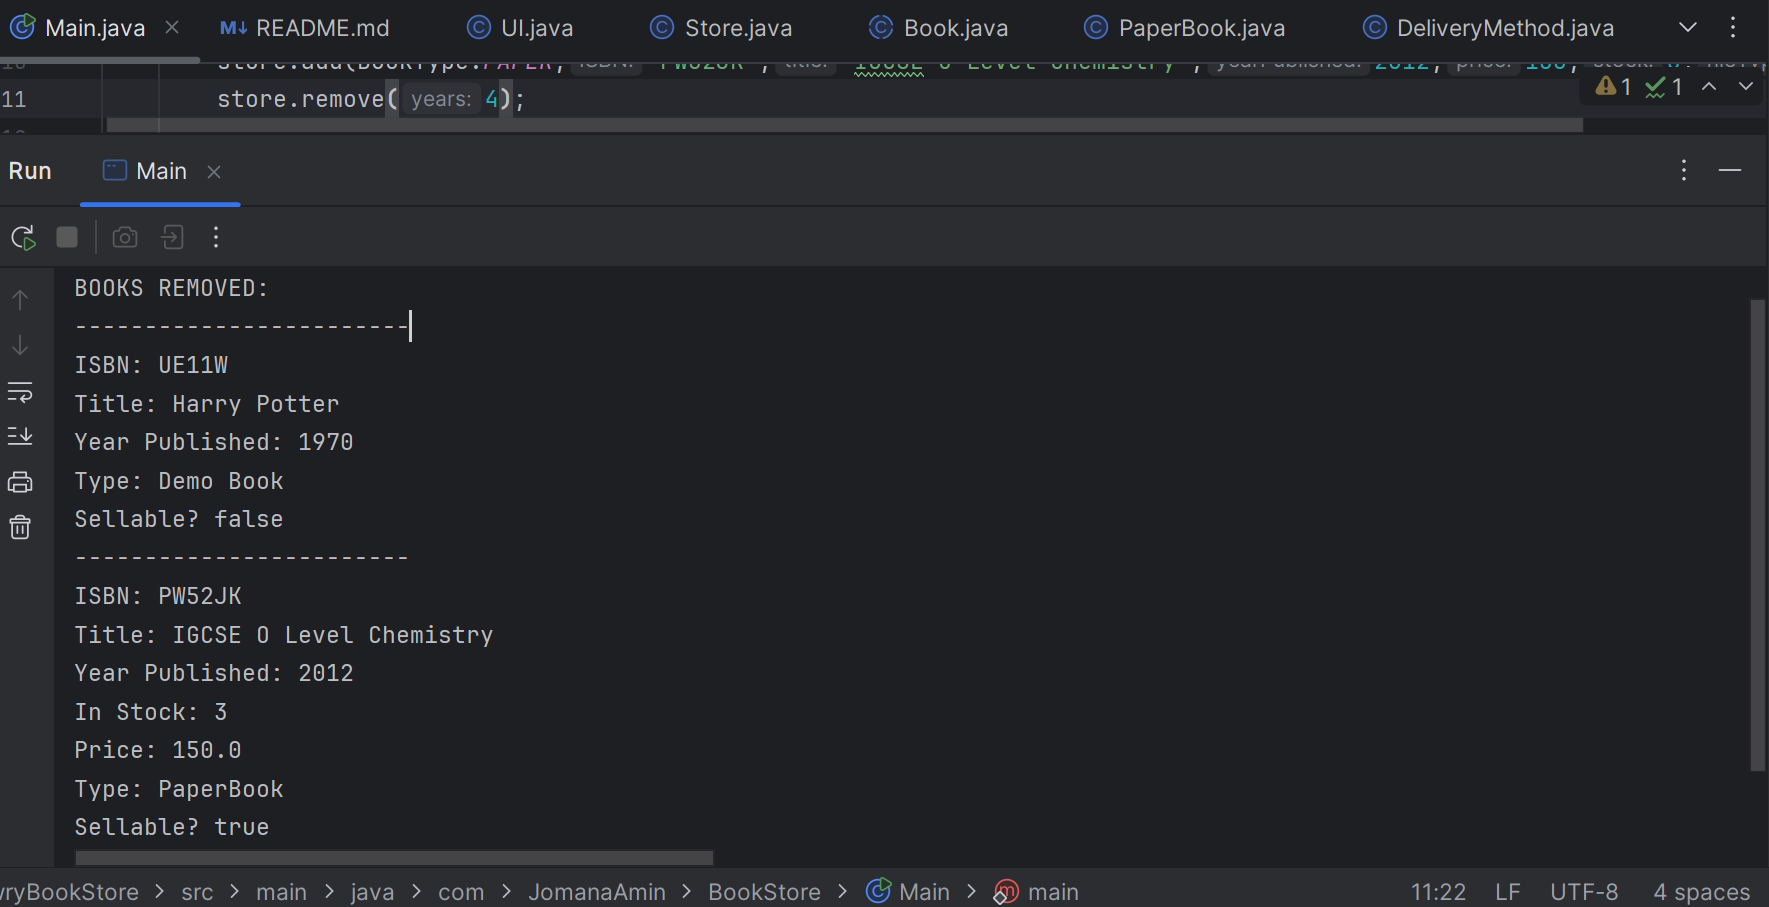 Main.java README.md UI.java Store.java Book.java PaperBook.java DeliveryMethod.java
11 store.remove( years: 4);
1 1
Run Main
BOOKS REMOVED:
------------------------
ISBN: UE11W
Title: Harry Potter
Year Published: 1970
Type: Demo Book
Sellable? false
------------------------
ISBN: PW52JK
Title: IGCSE O Level Chemistry
Year Published: 2012
In Stock: 3
Price: 150.0
Type: PaperBook
Sellable? true
wryBookStore > src > main > java > com > JomanaAmin > BookStore > Main > main 11:22 LF UTF-8 4 spaces